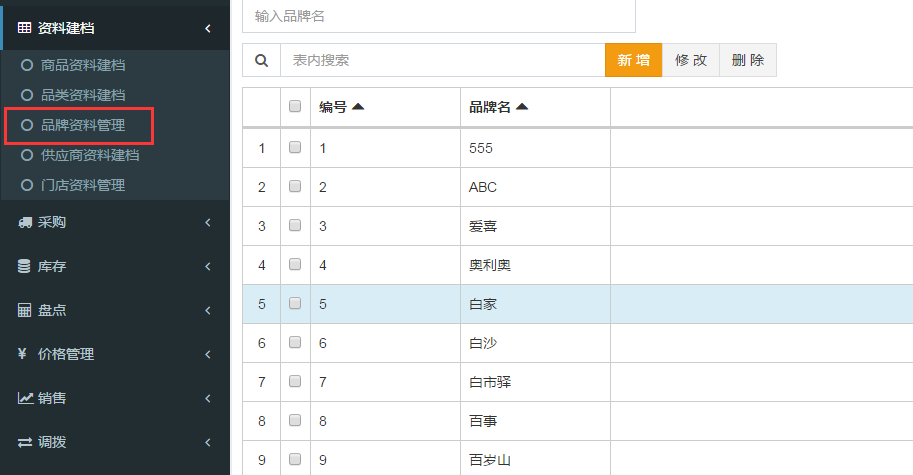 资料建档
商品资料建档
品类资料建档
品牌资料管理
供应商资料建档
门店资料管理
采购
库存
盘点
¥ 价格管理
销售
调拨
输入品牌名
表内搜索 新增 修改 删除
编号 品牌名
1 1 555
2 2 ABC
3 3 爱喜
4 4 奥利奥
5 5 白家
6 6 白沙
7 7 白市驿
8 8 百事
9 9 百岁山